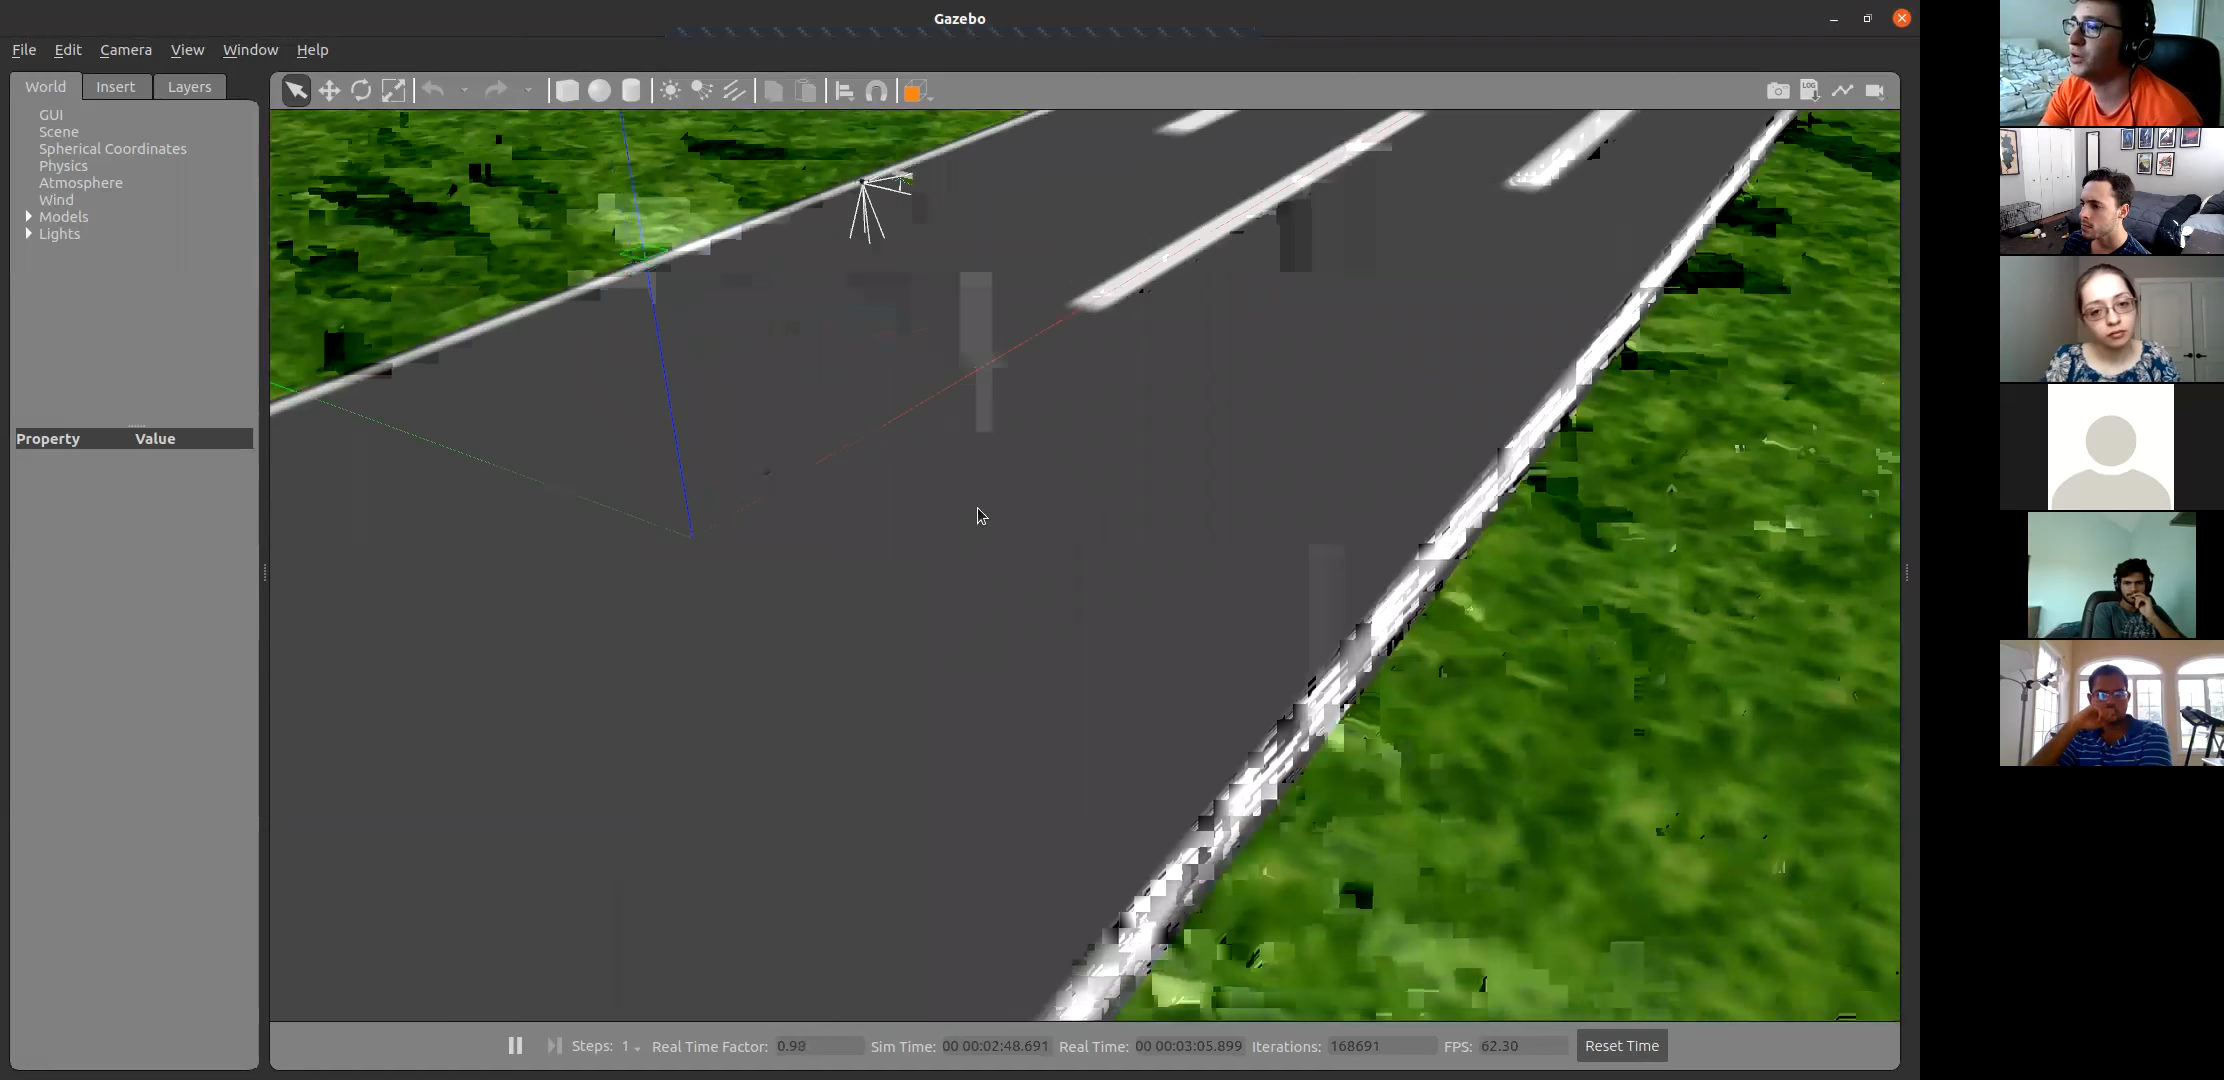 Gazebo
File Edit Camera View Window Help
World Insert Layers
GUI
Scene
Spherical Coordinates
Physics
Atmosphere
Wind
Models
Lights
Property Value
LOG
Steps: 1 Real Time Factor: 0.98 Sim Time: 00 00:02:48.691 Real Time: 00 00:03:05.899 Iterations: 168691 FPS: 62.30 Reset Time